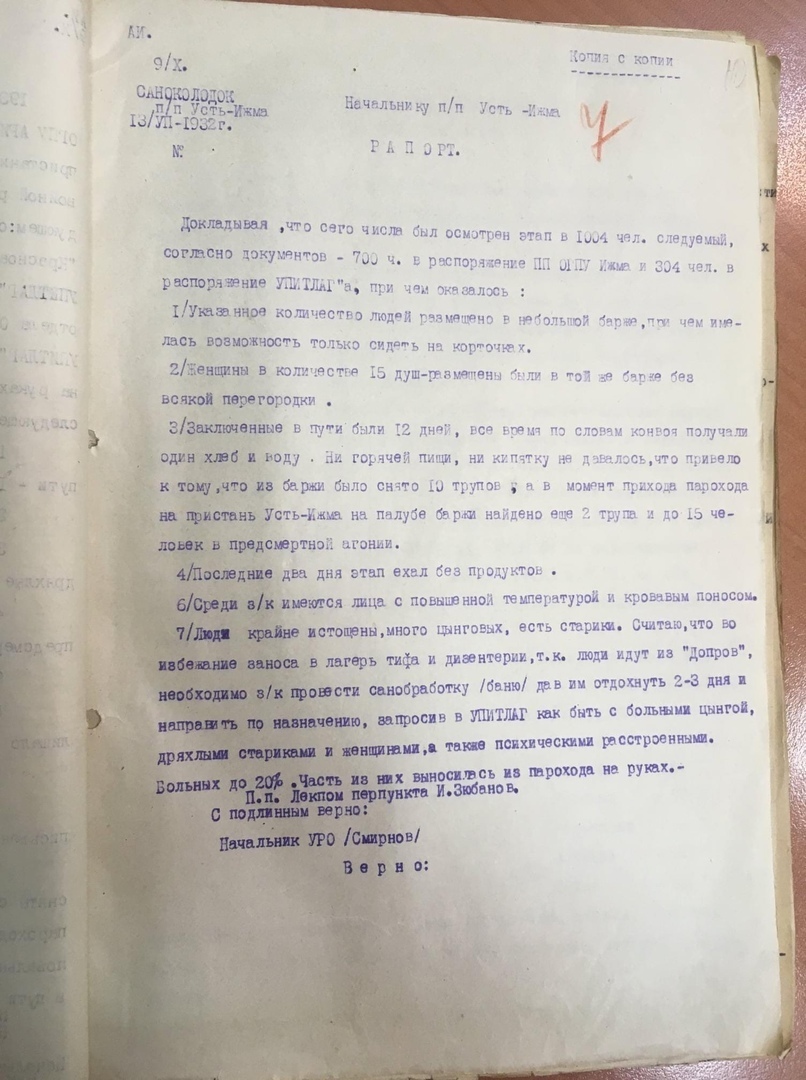 АИ.
Копия с копии
9/X.
САНОКОЛОДОК
п/п Усть-Ижма
13/УП-1932г.
Начальнику п/п Усть -Ижма
7
№
Р А П О Р Т.
Докладывая ,что сего числа был осмотрен этап в 1004 чел. следуемый,
согласно документов - 700 ч. в распоряжение ПП ОГПУ Ижма и 304 чел. в
распоряжение УПИТЛАГ"а, при чем оказалось :
1/Указанное количество людей размещено в небольшой барже,при чем име-
лась возможность только сидеть на корточках.
2/Женщины в количестве 15 душ-размещены были в той же барже без
всякой перегородки .
3/Заключенные в пути были 12 дней, все время по словам конвоя получали
один хлеб и воду . Ни горячей пищи, ни кипятку не давалось,что привело
к тому,что из баржи было снято 10 трупов , а в момент прихода парохода
на пристань Усть-Ижма на палубе баржи найдено еще 2 трупа и до 15 че-
ловек в предсмертной агонии.
4/Последние два дня этап ехал без продуктов .
6/Среди з/к имеются лица с повышенной температурой и кровавым поносом.
7/Люди крайне истощены,много цынговых, есть старики. Считаю,что во
избежание заноса в лагерь тифа и дизентерии,т.к. люди идут из "Допров",
необходимо з/к провести санобработку /баню/ дав им отдохнуть 2-3 дня и
направить по назначению, запросив в УПИТЛАГ как быть с больными цынгой,
дряхлыми стариками и женщинами,а также психическими расстроенными.
Больных до 20% .Часть из них выносилась из парохода на руках.-
П.п. Лекпом перпункта И.Зюбанов.
С подлинным верно:
Начальник УРО /Смирнов/
В е р н о: